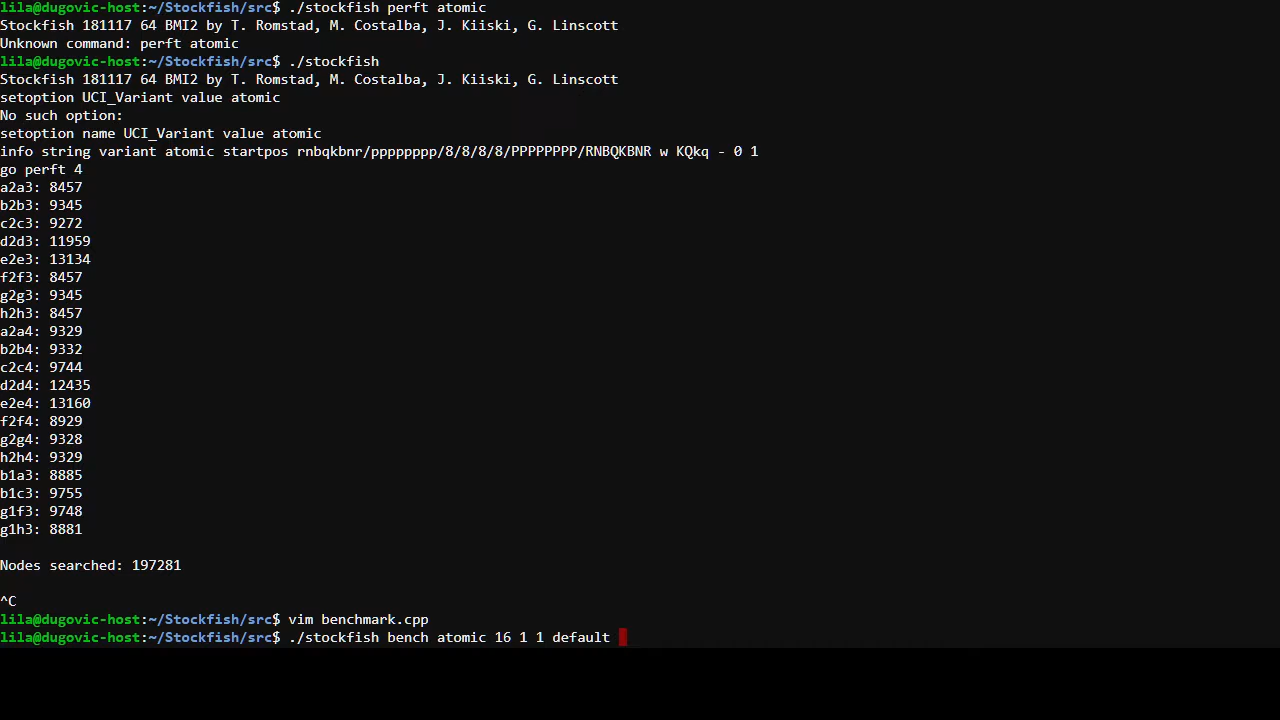 lila@dugovic-host:~/Stockfish/src$ ./stockfish perft atomic
Stockfish 181117 64 BMI2 by T. Romstad, M. Costalba, J. Kiiski, G. Linscott
Unknown command: perft atomic
lila@dugovic-host:~/Stockfish/src$ ./stockfish
Stockfish 181117 64 BMI2 by T. Romstad, M. Costalba, J. Kiiski, G. Linscott
setoption UCI_Variant value atomic
No such option:
setoption name UCI_Variant value atomic
info string variant atomic startpos rnbqkbnr/pppppppp/8/8/8/8/PPPPPPPP/RNBQKBNR w KQkq - 0 1
go perft 4
a2a3: 8457
b2b3: 9345
c2c3: 9272
d2d3: 11959
e2e3: 13134
f2f3: 8457
g2g3: 9345
h2h3: 8457
a2a4: 9329
b2b4: 9332
c2c4: 9744
d2d4: 12435
e2e4: 13160
f2f4: 8929
g2g4: 9328
h2h4: 9329
b1a3: 8885
b1c3: 9755
g1f3: 9748
g1h3: 8881
Nodes searched: 197281
^C
lila@dugovic-host:~/Stockfish/src$ vim benchmark.cpp
lila@dugovic-host:~/Stockfish/src$ ./stockfish bench atomic 16 1 1 default